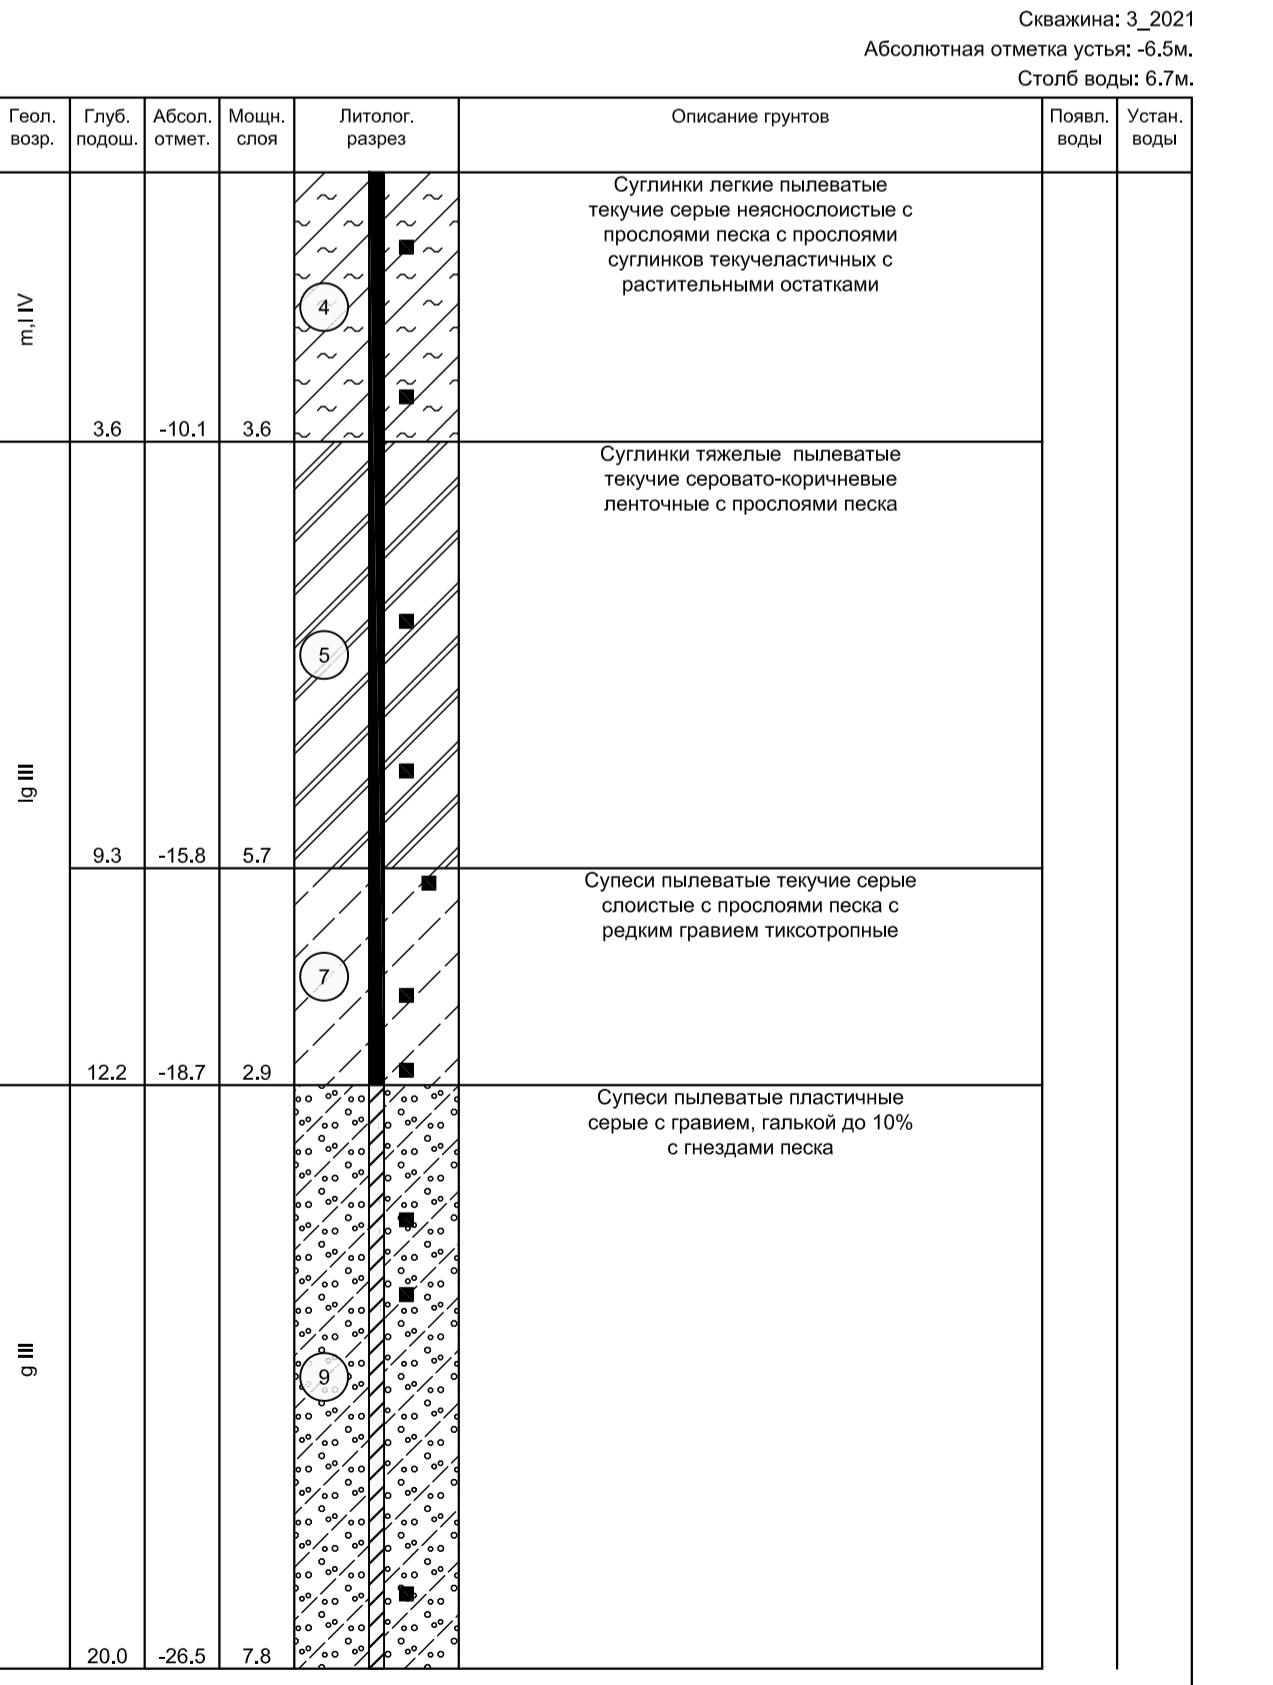 Скважина: 3_2021
Абсолютная отметка устья: -6.5м.
Столб воды: 6.7м.
Геол. возр.
Глуб. подош.
Абсол. отмет.
Мощн. слоя
Литолог. разрез
Описание грунтов
Появл. воды
Устан. воды
m,l IV
3.6 -10.1 3.6
4
Суглинки легкие пылеватые
текучие серые неяснослоистые с
прослоями песка с прослоями
суглинков текучеластичных с
растительными остатками
lg III
9.3 -15.8 5.7
5
Суглинки тяжелые пылеватые
текучие серовато-коричневые
ленточные с прослоями песка
12.2 -18.7 2.9
7
Супеси пылеватые текучие серые
слоистые с прослоями песка с
редким гравием тиксотропные
g III
20.0 -26.5 7.8
9
Супеси пылеватые пластичные
серые с гравием, галькой до 10%
с гнездами песка